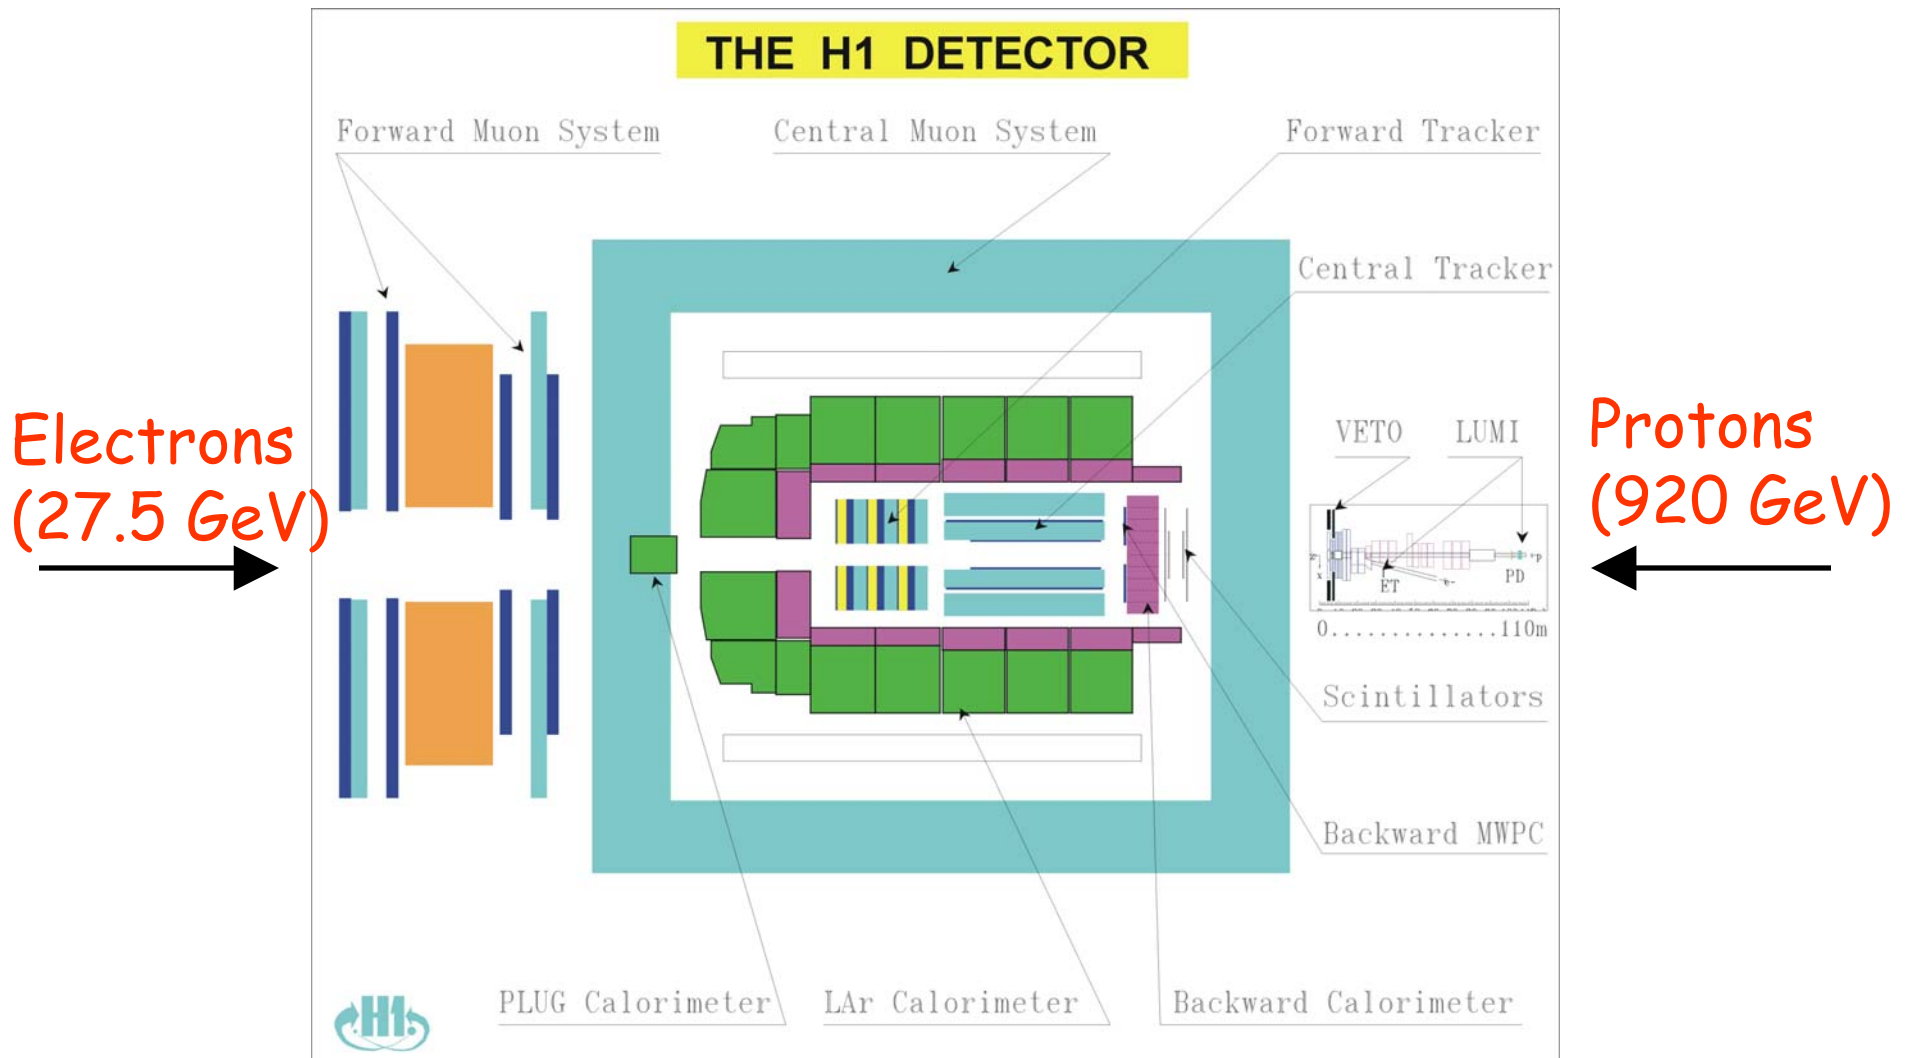 THE H1 DETECTOR
Forward Muon System
Central Muon System
Forward Tracker
Central Tracker
Electrons
(27.5 GeV)
Protons
(920 GeV)
VETO
LUMI
ET
e-
PD
p
0..............110m
Scintillators
Backward MWPC
PLUG Calorimeter
LAr Calorimeter
Backward Calorimeter
H1